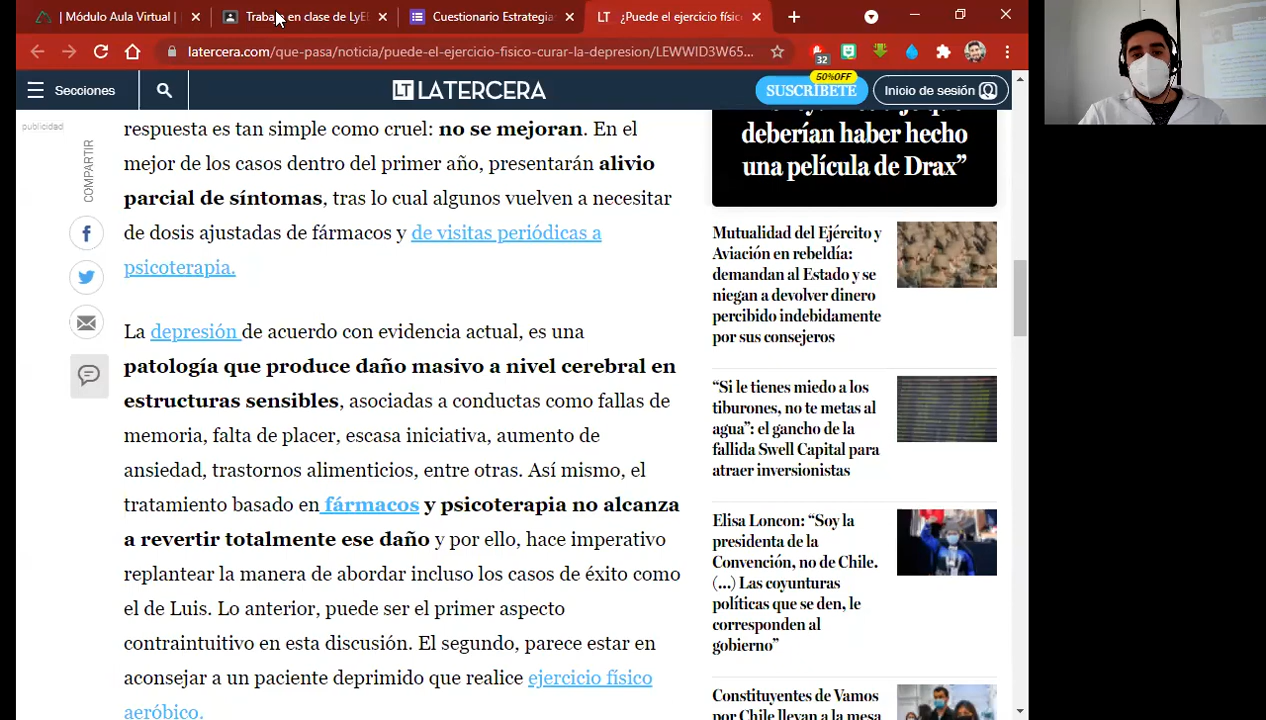 | Módulo Aula Virtual |
Trabajo en clase de LyE
Cuestionario Estrategia
LT ¿Puede el ejercicio físic
latercera.com/que-pasa/noticia/puede-el-ejercicio-fisico-curar-la-depresion/LEWWID3W65...
32
Secciones
LT LATERCERA
50%OFF
SUSCRÍBETE
Inicio de sesión
publicidad
COMPARTIR
respuesta es tan simple como cruel: no se mejoran. En el
mejor de los casos dentro del primer año, presentarán alivio
parcial de síntomas, tras lo cual algunos vuelven a necesitar
de dosis ajustadas de fármacos y de visitas periódicas a
psicoterapia.
La depresión de acuerdo con evidencia actual, es una
patología que produce daño masivo a nivel cerebral en
estructuras sensibles, asociadas a conductas como fallas de
memoria, falta de placer, escasa iniciativa, aumento de
ansiedad, trastornos alimenticios, entre otras. Así mismo, el
tratamiento basado en fármacos y psicoterapia no alcanza
a revertir totalmente ese daño y por ello, hace imperativo
replantear la manera de abordar incluso los casos de éxito como
el de Luis. Lo anterior, puede ser el primer aspecto
contraintuitivo en esta discusión. El segundo, parece estar en
aconsejar a un paciente deprimido que realice ejercicio físico
aeróbico.
deberían haber hecho
una película de Drax”
Mutualidad del Ejército y
Aviación en rebeldía:
demandan al Estado y se
niegan a devolver dinero
percibido indebidamente
por sus consejeros
“Si le tienes miedo a los
tiburones, no te metas al
agua”: el gancho de la
fallida Swell Capital para
atraer inversionistas
Elisa Loncon: “Soy la
presidenta de la
Convención, no de Chile.
(...) Las coyunturas
políticas que se den, le
corresponden al
gobierno”
Constituyentes de Vamos
por Chile llevan a la mesa